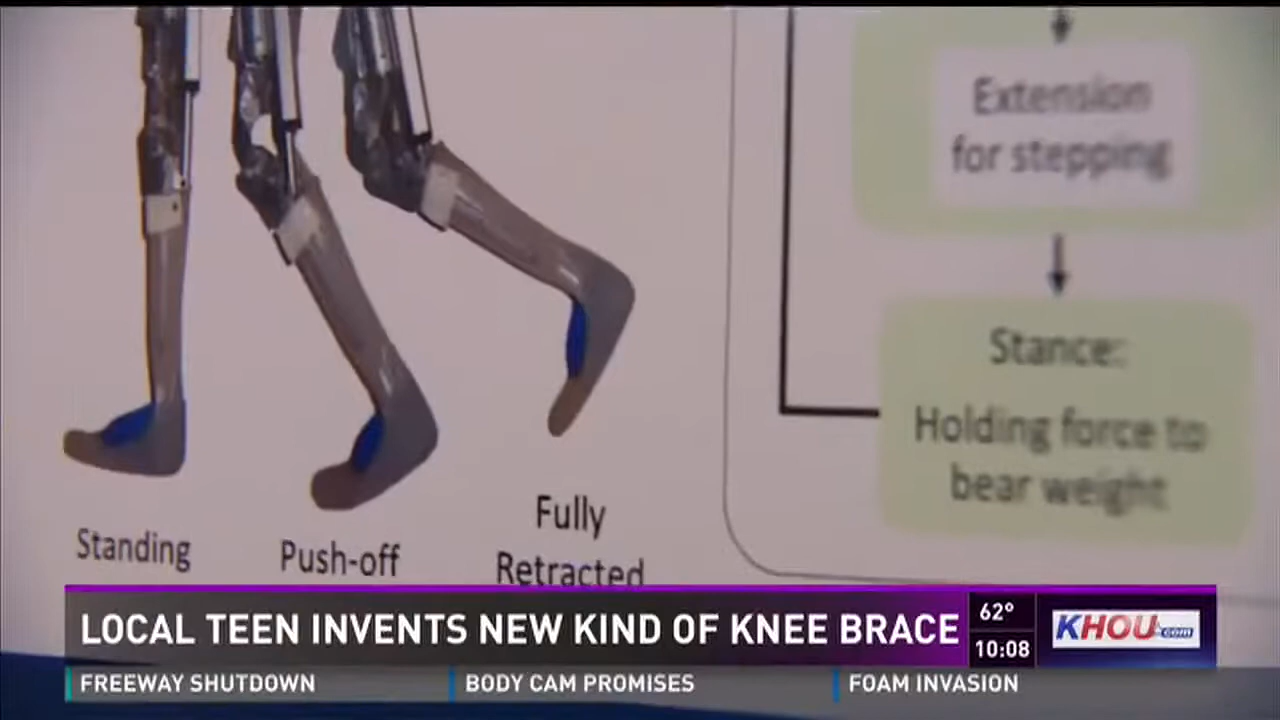 Extension
for stepping
Stance:
Holding force to
bear weight
Standing
Push-off
Fully
Retracted
LOCAL TEEN INVENTS NEW KIND OF KNEE BRACE
62°
10:08
KHOU.com
FREEWAY SHUTDOWN
BODY CAM PROMISES
FOAM INVASION